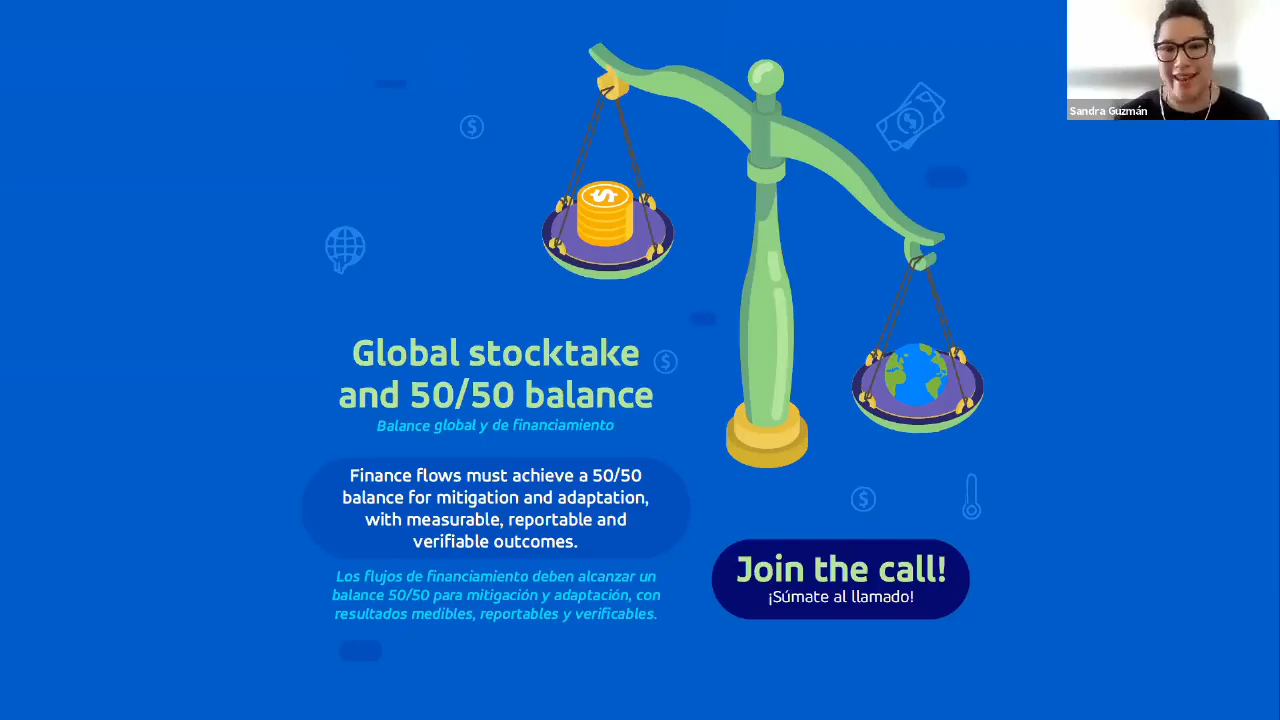 Sandra Guzmán
Global stocktake
and 50/50 balance
Balance global y de financiamiento
Finance flows must achieve a 50/50
balance for mitigation and adaptation,
with measurable, reportable and
verifiable outcomes.
Los flujos de financiamiento deben alcanzar un
balance 50/50 para mitigación y adaptación, con
resultados medibles, reportables y verificables.
Join the call!
¡Súmate al llamado!